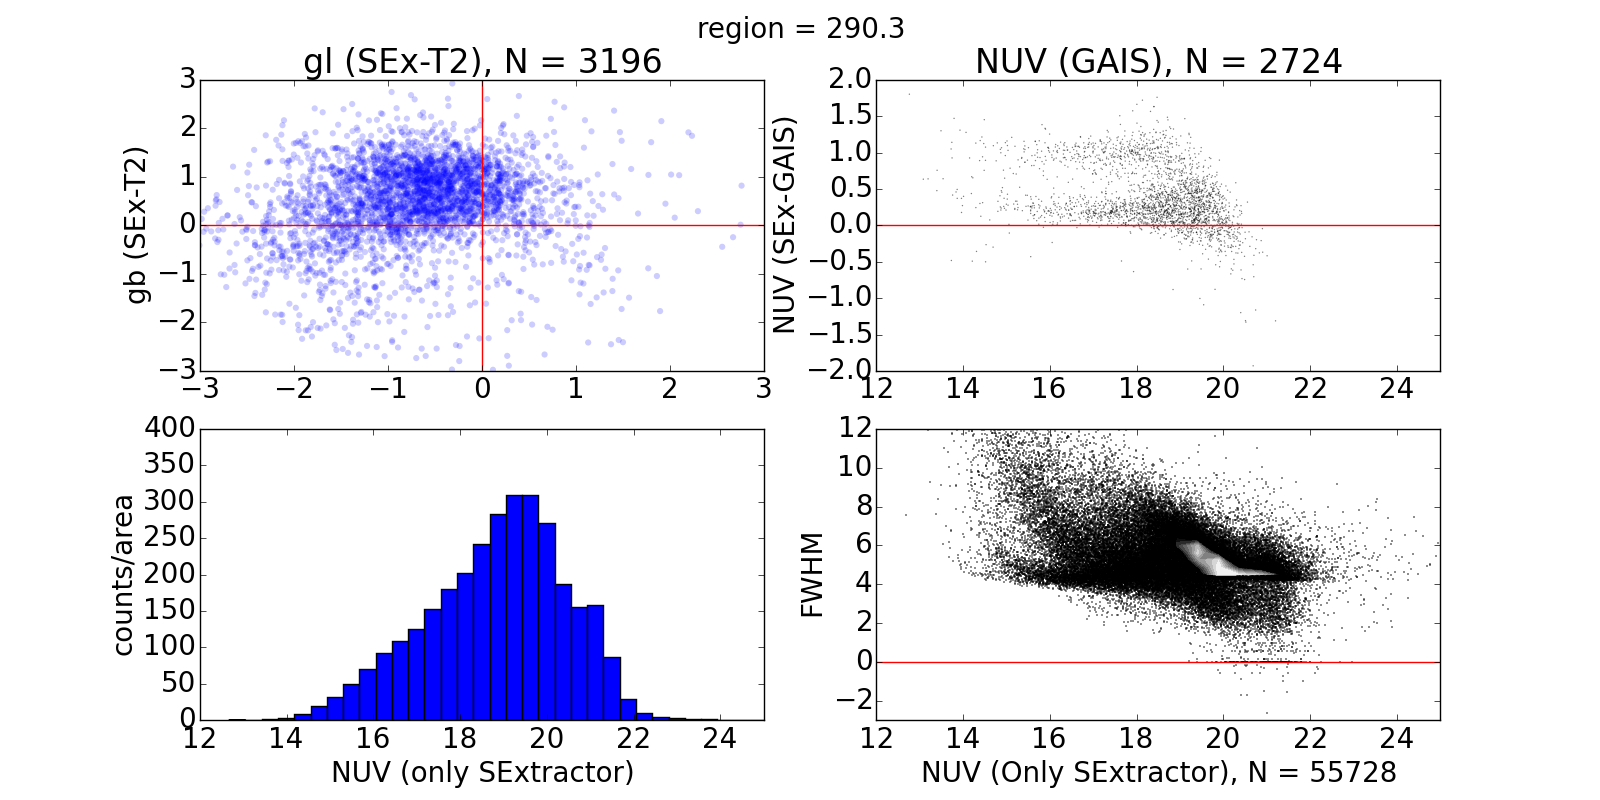 region = 290.3
gl (SEx-T2), N = 3196
NUV (GAIS), N = 2724
3
2
1
0
−1
−2
−3
gb (SEx-T2)
−3 −2 −1 0 1 2 3
2.0
1.5
1.0
0.5
0.0
−0.5
−1.0
−1.5
−2.0
NUV (SEx-GAIS)
12 14 16 18 20 22 24
400
350
300
250
200
150
100
50
0
counts/area
12 14 16 18 20 22 24
NUV (only SExtractor)
12
10
8
6
4
2
0
−2
FWHM
12 14 16 18 20 22 24
NUV (Only SExtractor), N = 55728